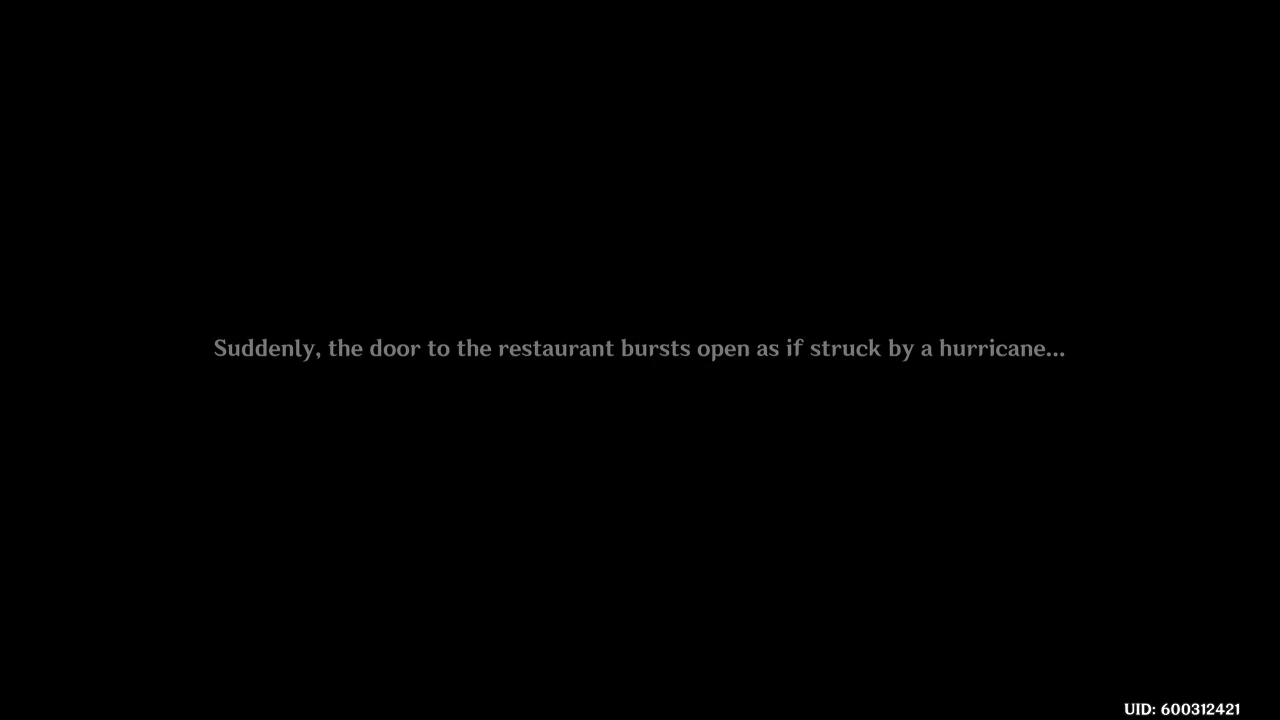 Suddenly, the door to the restaurant bursts open as if struck by a hurricane...
UID: 600312421